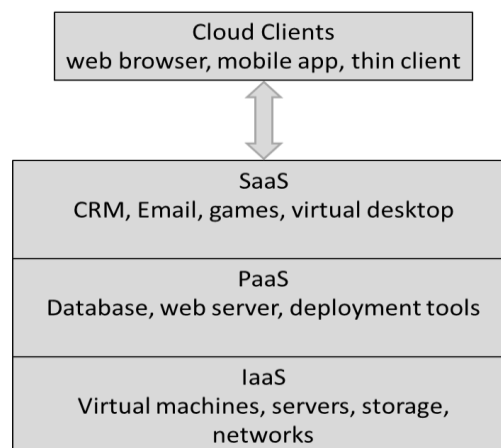 Cloud Clients
web browser, mobile app, thin client
SaaS
CRM, Email, games, virtual desktop
PaaS
Database, web server, deployment tools
IaaS
Virtual machines, servers, storage,
networks